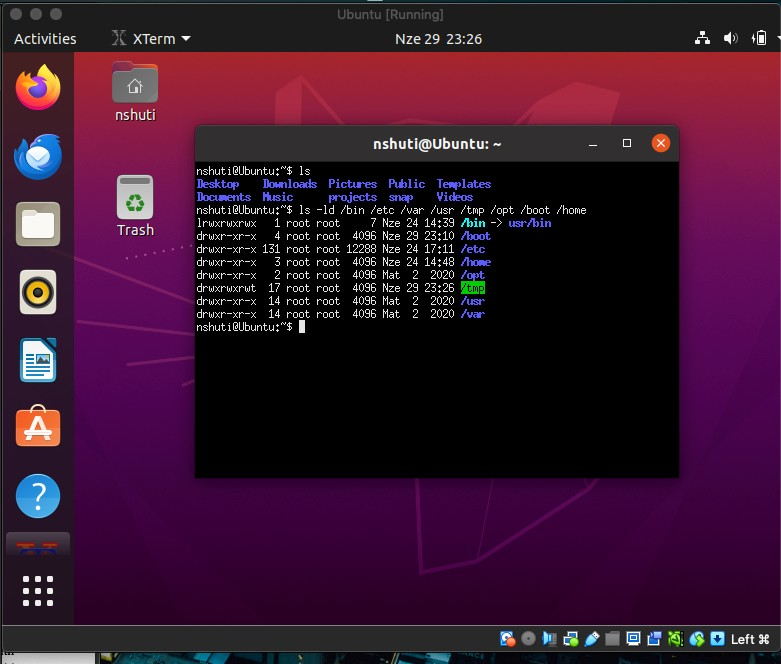 Ubuntu [Running]
Activities
XTerm
Nze 29 23:26
nshuti
Trash
nshuti@Ubuntu: ~
nshuti@Ubuntu:~$ ls
Desktop Downloads Pictures Public Templates
Documents Music projects snap Videos
nshuti@Ubuntu:~$ ls -ld /bin /etc /var /usr /tmp /opt /boot /home
lrwxrwxrwx 1 root root 7 Nze 24 14:39 /bin -> usr/bin
drwxr-xr-x 4 root root 4096 Nze 29 23:10 /boot
drwxr-xr-x 131 root root 12288 Nze 24 17:11 /etc
drwxr-xr-x 3 root root 4096 Nze 24 14:48 /home
drwxr-xr-x 2 root root 4096 Mat 2 2020 /opt
drwxrwxrwt 17 root root 4096 Nze 29 23:26 /tmp
drwxr-xr-x 14 root root 4096 Mat 2 2020 /usr
drwxr-xr-x 14 root root 4096 Mat 2 2020 /var
nshuti@Ubuntu:~$
Left ⌘